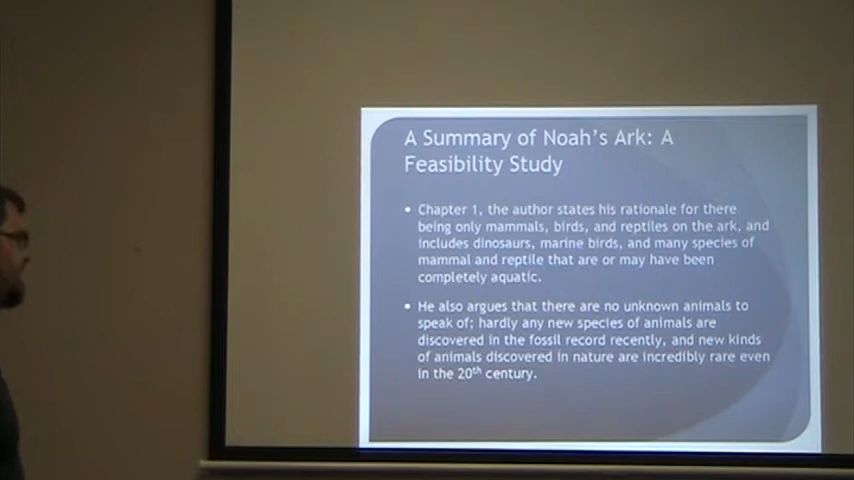 A Summary of Noah's Ark: A
Feasibility Study
• Chapter 1, the author states his rationale for there
being only mammals, birds, and reptiles on the ark, and
includes dinosaurs, marine birds, and many species of
mammal and reptile that are or may have been
completely aquatic.
• He also argues that there are no unknown animals to
speak of; hardly any new species of animals are
discovered in the fossil record recently, and new kinds
of animals discovered in nature are incredibly rare even
in the 20th century.